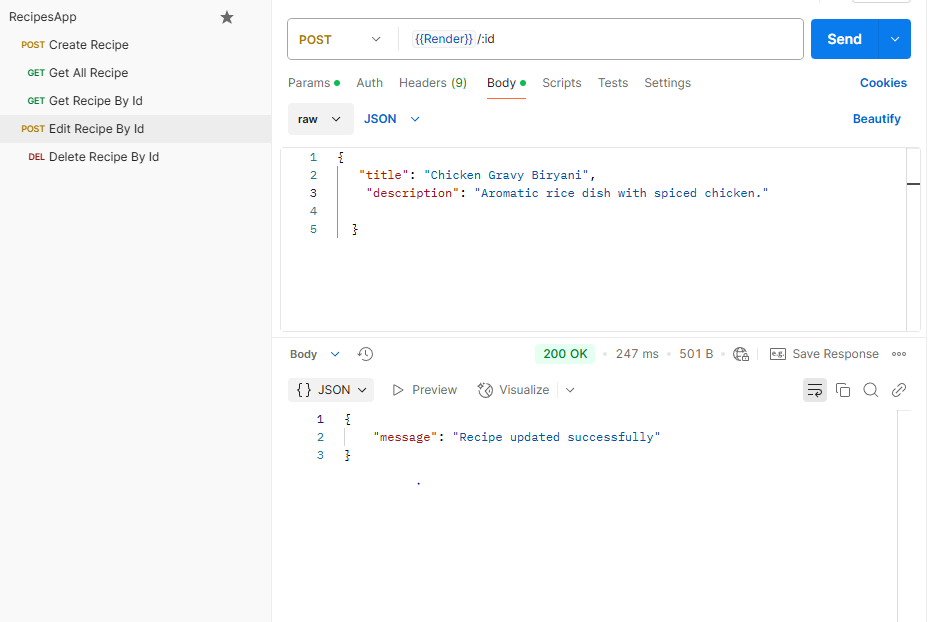 RecipesApp
POST Create Recipe
GET Get All Recipe
GET Get Recipe By Id
POST Edit Recipe By Id
DEL Delete Recipe By Id
POST {{Render}} /:id Send
Params Auth Headers (9) Body Scripts Tests Settings Cookies
raw JSON Beautify
1 {
2 "title": "Chicken Gravy Biryani",
3 "description": "Aromatic rice dish with spiced chicken."
4
5 }
Body 200 OK • 247 ms • 501 B • e.g. Save Response
{} JSON Preview Visualize
1 {
2 "message": "Recipe updated successfully"
3 }